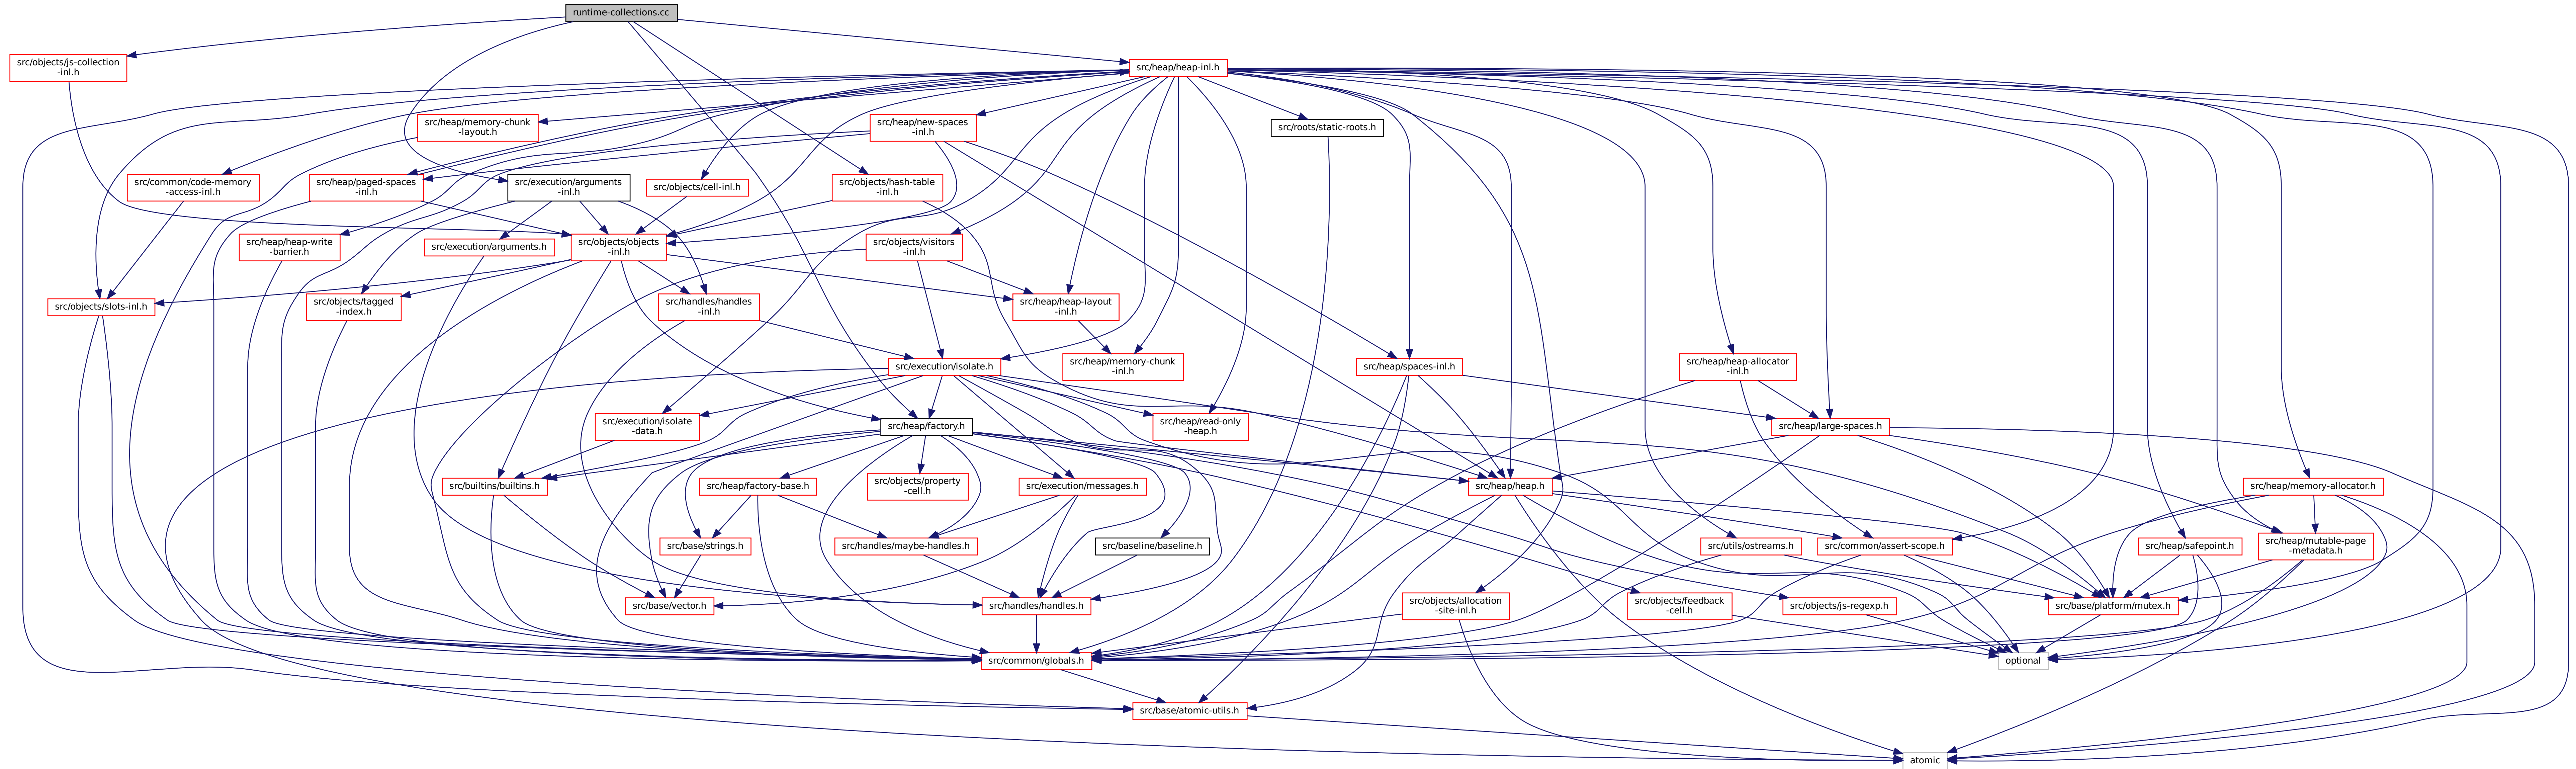 runtime-collections.cc
src/objects/js-collection
-inl.h
src/heap/heap-inl.h
src/heap/memory-chunk
-layout.h
src/heap/new-spaces
-inl.h
src/roots/static-roots.h
src/common/code-memory
-access-inl.h
src/heap/paged-spaces
-inl.h
src/execution/arguments
-inl.h
src/objects/cell-inl.h
src/objects/hash-table
-inl.h
src/heap/heap-write
-barrier.h
src/execution/arguments.h
src/objects/objects
-inl.h
src/objects/visitors
-inl.h
src/objects/slots-inl.h
src/objects/tagged
-index.h
src/handles/handles
-inl.h
src/heap/heap-layout
-inl.h
src/execution/isolate.h
src/heap/memory-chunk
-inl.h
src/heap/spaces-inl.h
src/heap/heap-allocator
-inl.h
src/execution/isolate
-data.h
src/heap/factory.h
src/heap/read-only
-heap.h
src/heap/large-spaces.h
src/builtins/builtins.h
src/heap/factory-base.h
src/objects/property
-cell.h
src/execution/messages.h
src/heap/heap.h
src/heap/memory-allocator.h
src/base/strings.h
src/handles/maybe-handles.h
src/baseline/baseline.h
src/utils/ostreams.h
src/common/assert-scope.h
src/heap/safepoint.h
src/heap/mutable-page
-metadata.h
src/base/vector.h
src/handles/handles.h
src/objects/allocation
-site-inl.h
src/objects/feedback
-cell.h
src/objects/js-regexp.h
src/base/platform/mutex.h
src/common/globals.h
optional
src/base/atomic-utils.h
atomic